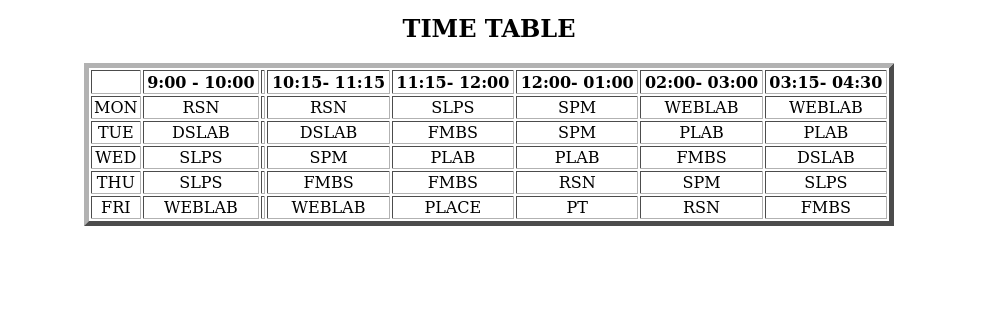 TIME TABLE
9:00 - 10:00 10:15- 11:15 11:15- 12:00 12:00- 01:00 02:00- 03:00 03:15- 04:30
MON RSN RSN SLPS SPM WEBLAB WEBLAB
TUE DSLAB DSLAB FMBS SPM PLAB PLAB
WED SLPS SPM PLAB PLAB FMBS DSLAB
THU SLPS FMBS FMBS RSN SPM SLPS
FRI WEBLAB WEBLAB PLACE PT RSN FMBS